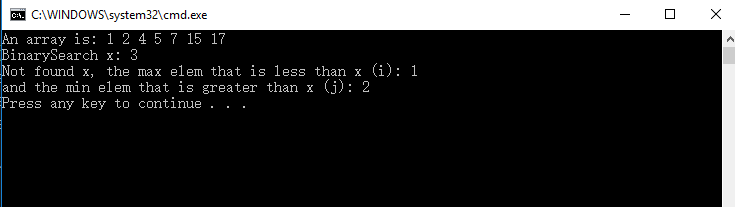 C:\WINDOWS\system32\cmd.exe
An array is: 1 2 4 5 7 15 17
BinarySearch x: 3
Not found x, the max elem that is less than x (i): 1
and the min elem that is greater than x (j): 2
Press any key to continue . . .